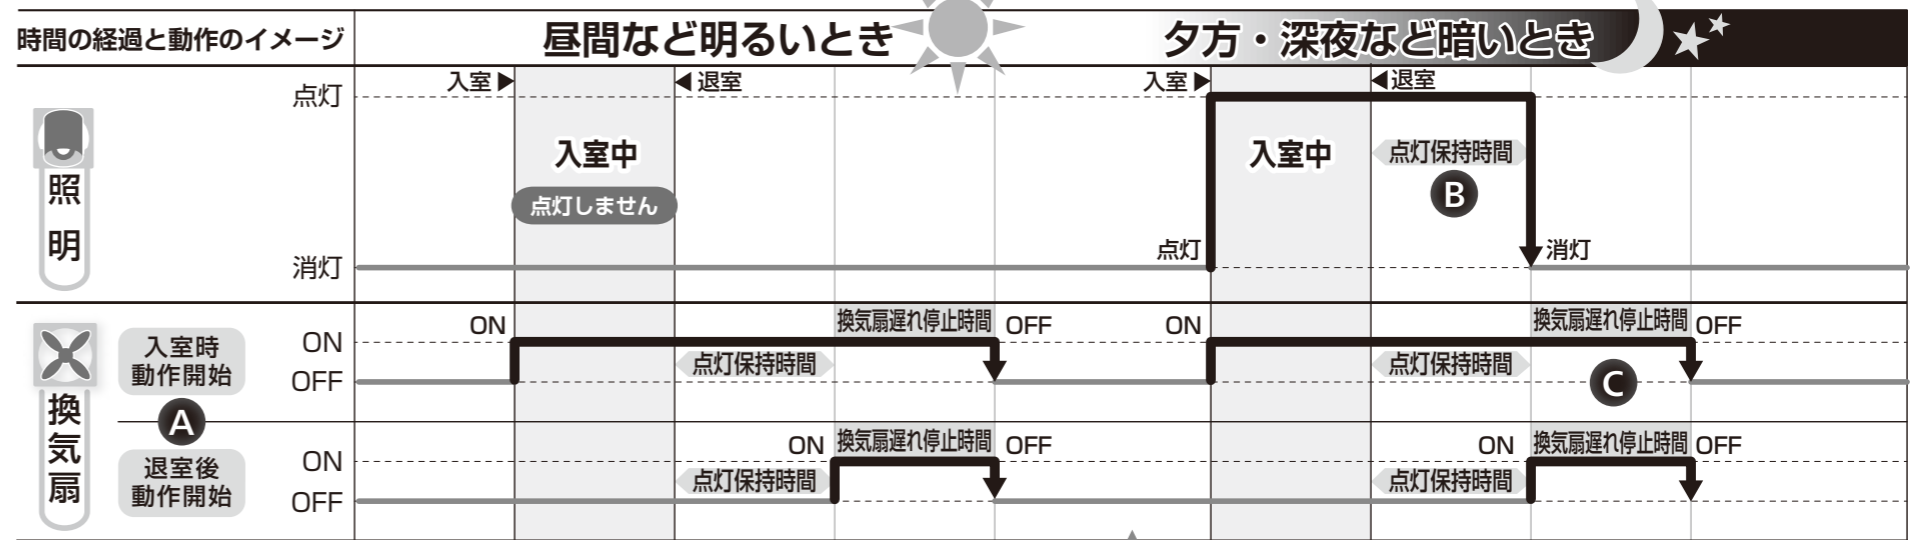 時間の経過と動作のイメージ
昼間など明るいとき
夕方・深夜など暗いとき
照明
点灯
入室▶
◀退室
入室▶
◀退室
入室中
点灯しません
入室中
点灯保持時間
B
点灯
消灯
消灯
換気扇
入室時
動作開始
ON
OFF
ON
換気扇遅れ停止時間
OFF
点灯保持時間
ON
換気扇遅れ停止時間
OFF
点灯保持時間
C
A
退室後
動作開始
ON
OFF
ON
換気扇遅れ停止時間
OFF
点灯保持時間
ON
換気扇遅れ停止時間
OFF
点灯保持時間